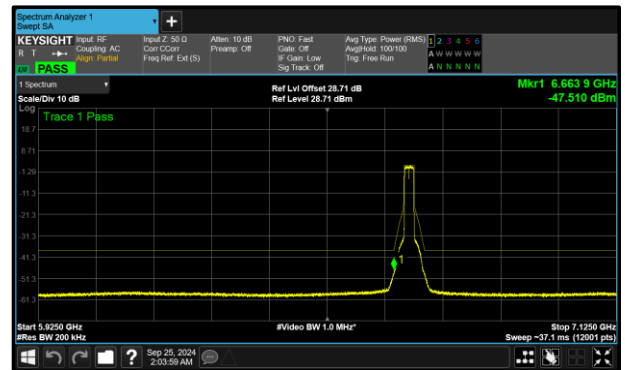 Spectrum Analyzer 1
Swept SA
+
KEYSIGHT
R T
PASS
Input: RF
Coupling: AC
Align: Partial
Input Z: 50 Ω
Corr CCorr
Freq Ref: Ext (S)
Atten: 10 dB
Preamp: Off
PNO: Fast
Gate: Off
IF Gain: Low
Sig Track: Off
Avg Type: Power (RMS)
Avg|Hold: 100/100
Trig: Free Run
1 2 3 4 5 6
A W W W W W
A N N N N N
1 Spectrum
Scale/Div 10 dB
Ref Lvl Offset 28.71 dB
Ref Level 28.71 dBm
Mkr1 6.663 9 GHz
-47.510 dBm
Log
Trace 1 Pass
18.7
8.71
-1.29
-11.3
-21.3
-31.3
-41.3
-51.3
-61.3
1
Start 5.9250 GHz
#Res BW 200 kHz
#Video BW 1.0 MHz*
Stop 7.1250 GHz
Sweep ~37.1 ms (12001 pts)
?
Sep 25, 2024
2:03:59 AM